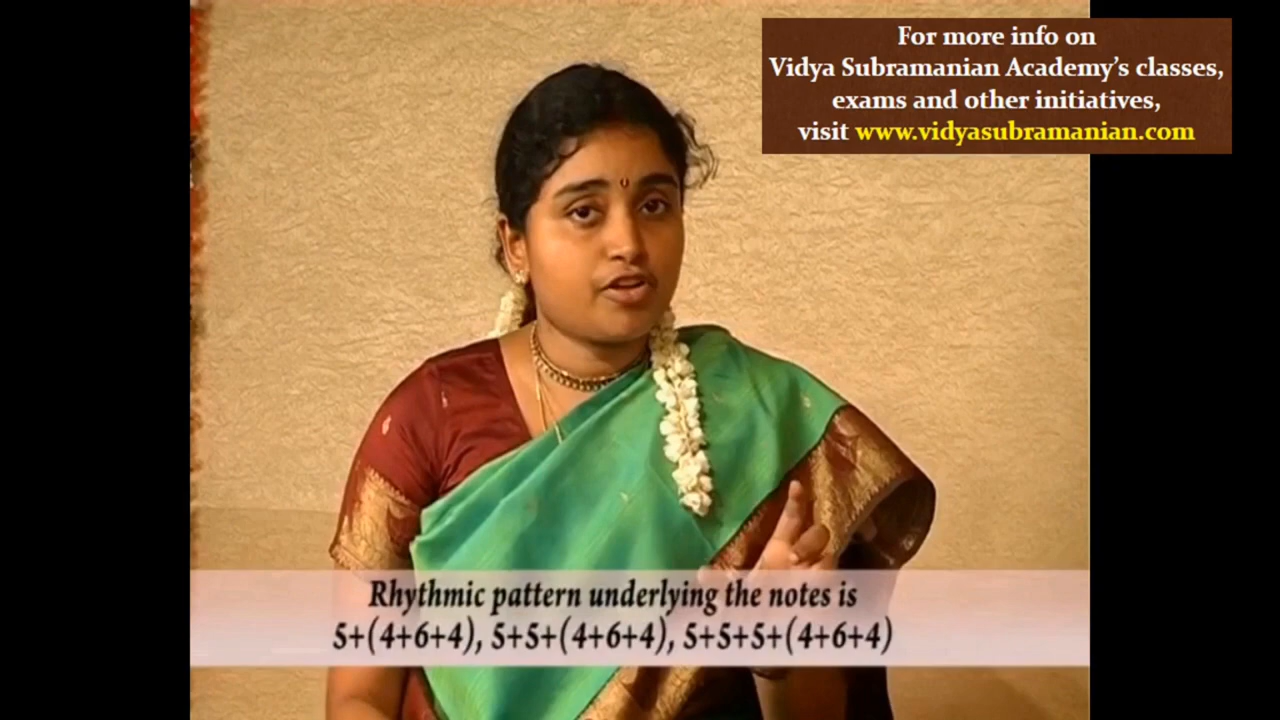 For more info on
Vidya Subramanian Academy's classes,
exams and other initiatives,
visit www.vidyasubramanian.com
Rhythmic pattern underlying the notes is
5+(4+6+4), 5+5+(4+6+4), 5+5+5+(4+6+4)